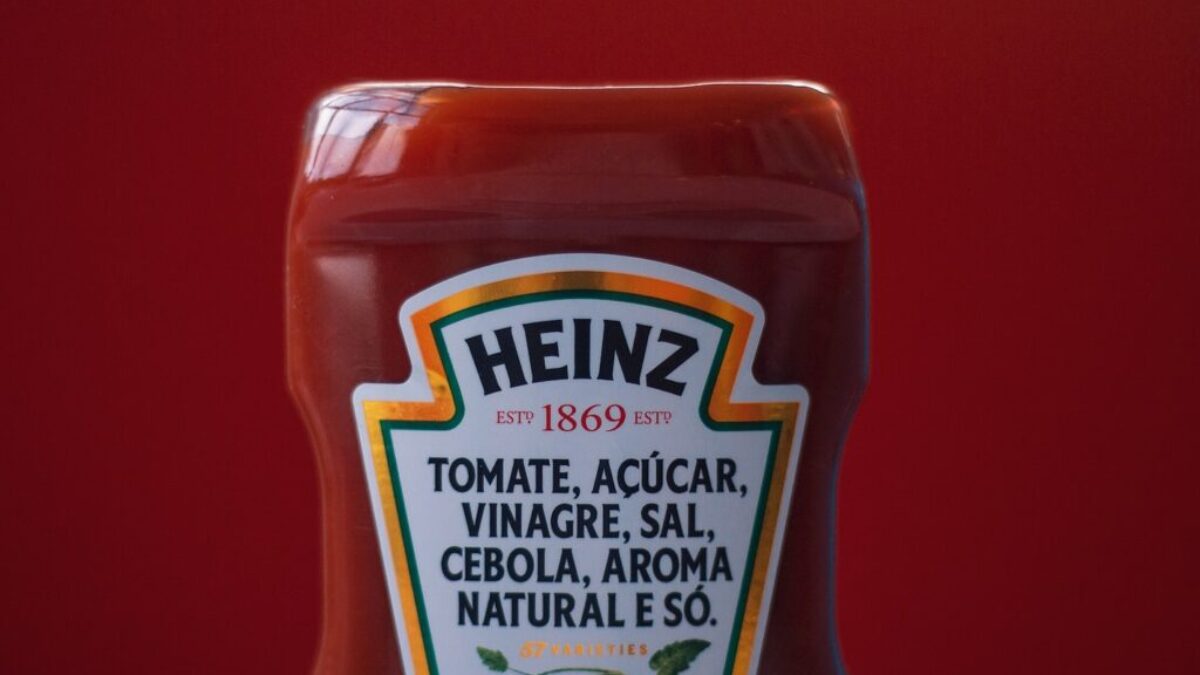 HEINZ
ESTD 1869 ESTD
TOMATE, AÇÚCAR,
VINAGRE, SAL,
CEBOLA, AROMA
NATURAL E SÓ.
57 VARIETIES